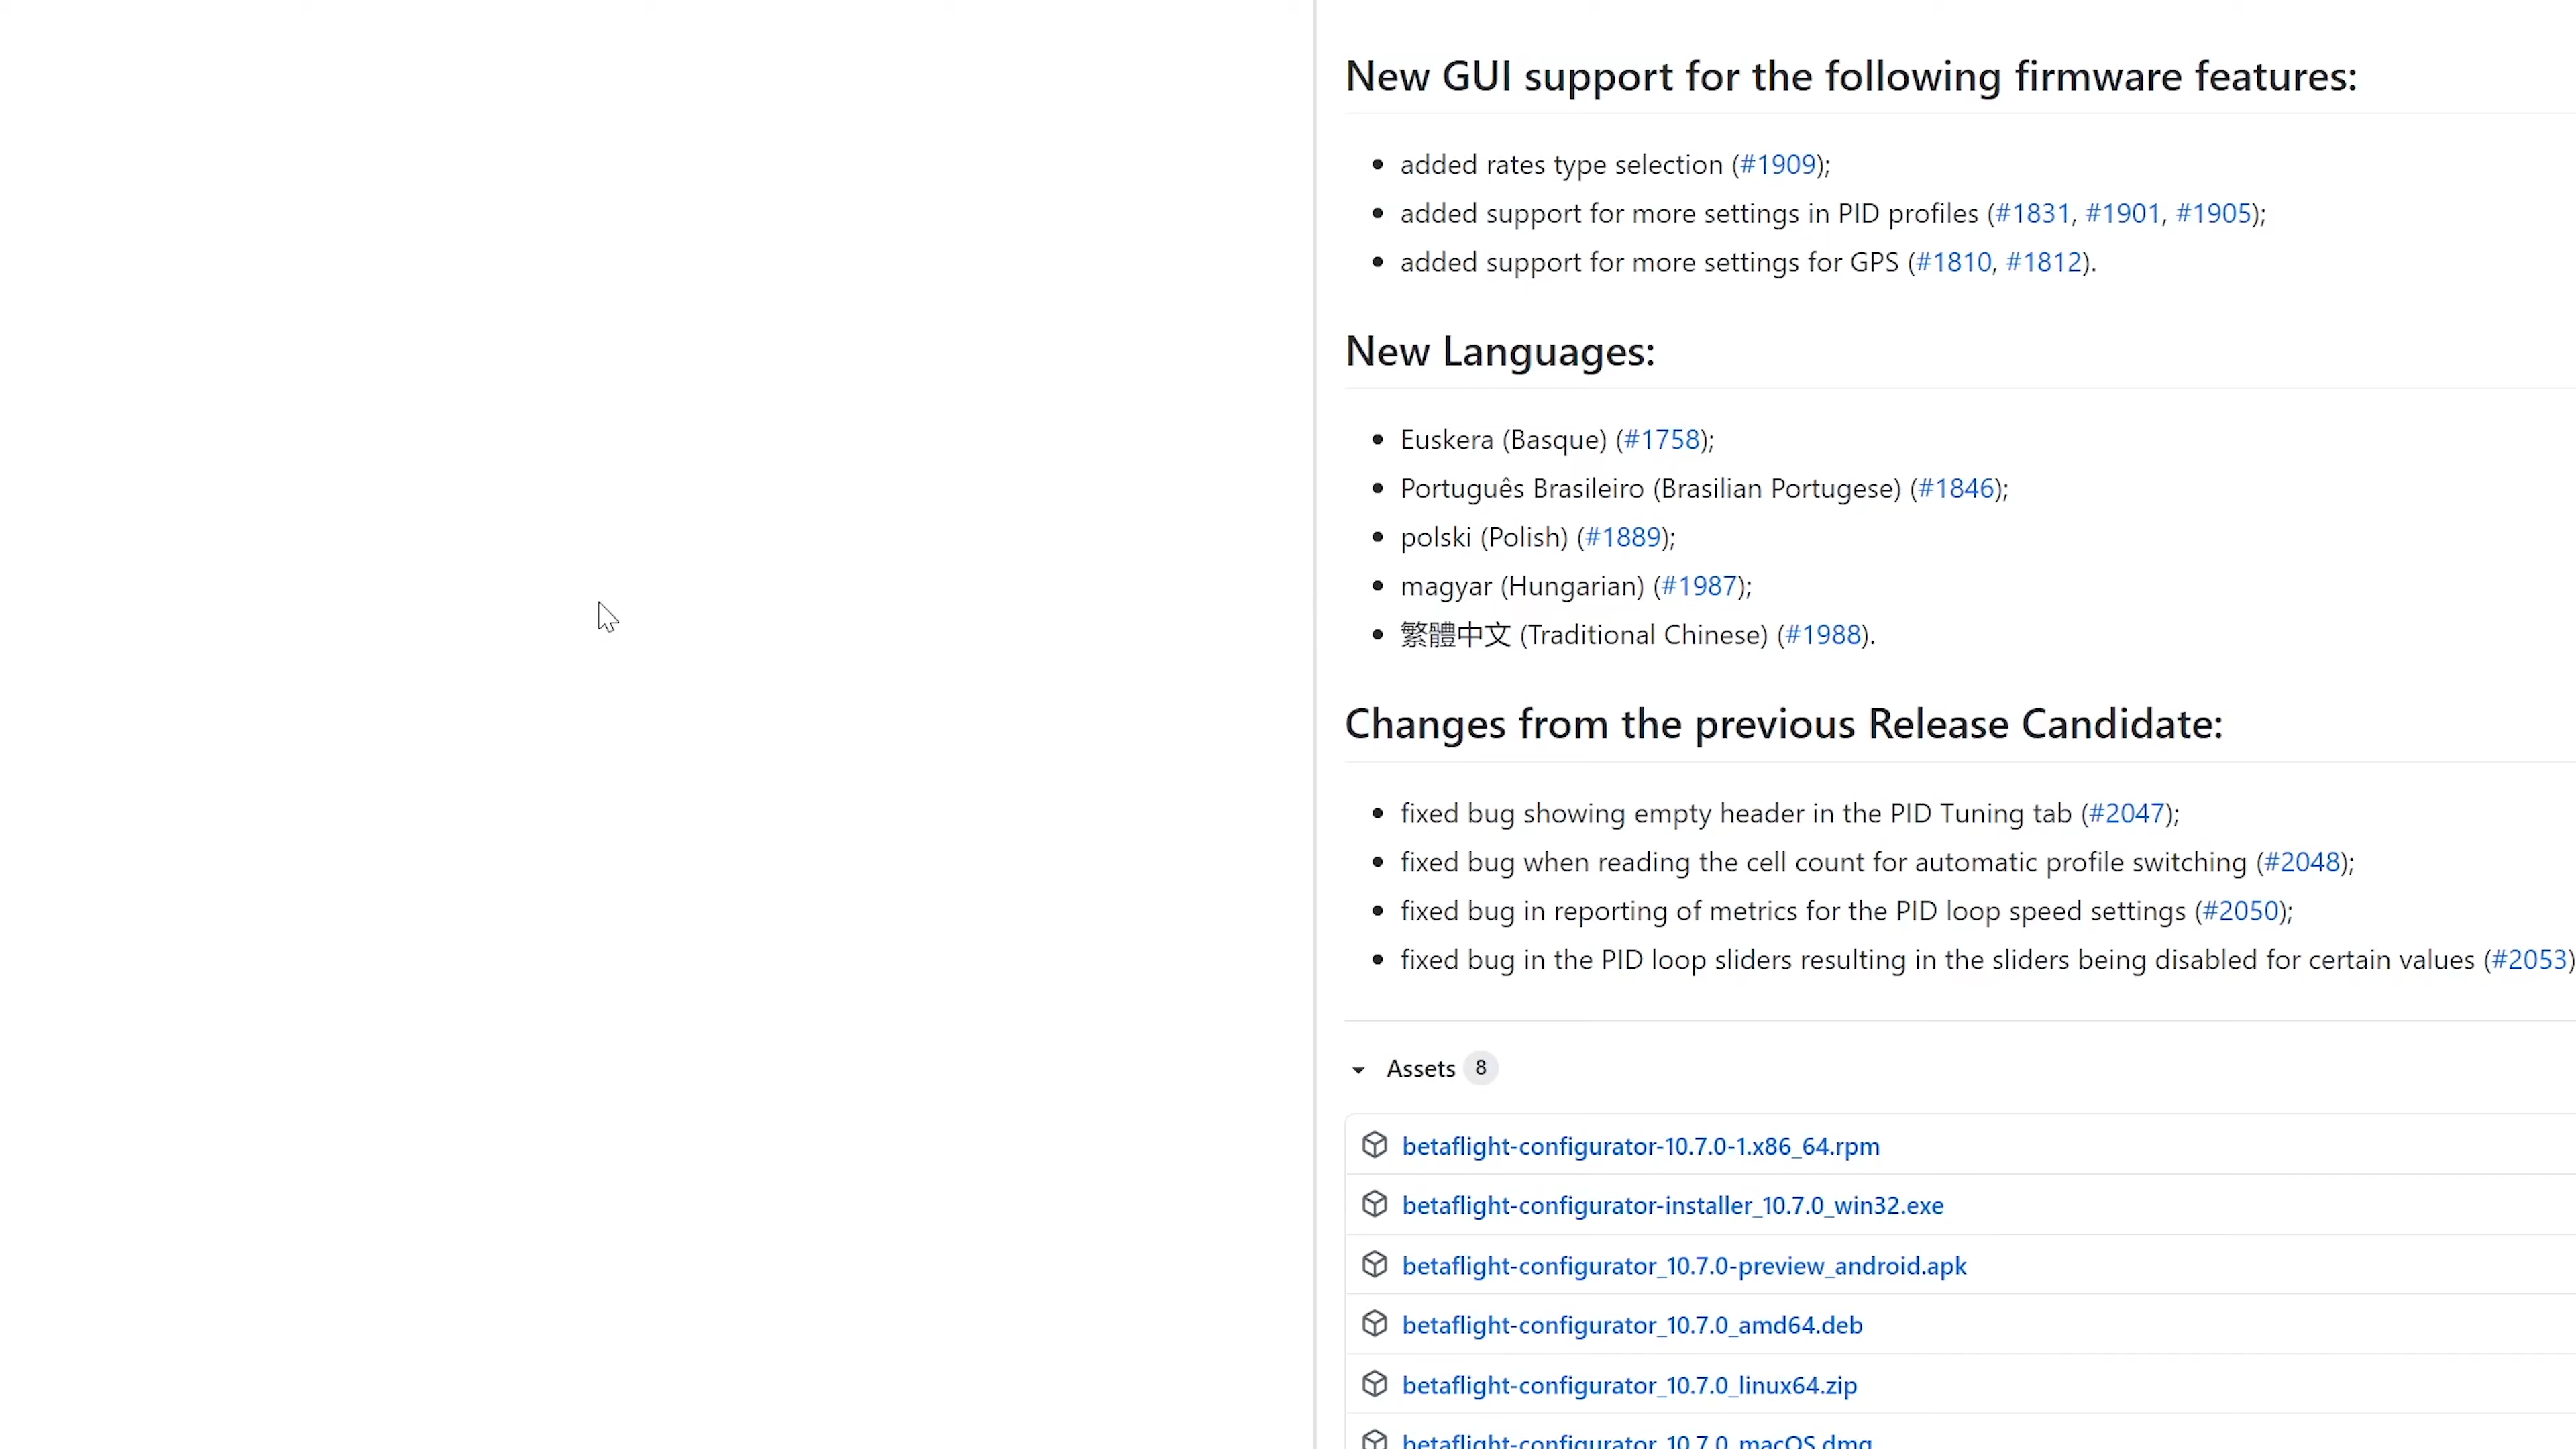 New GUI support for the following firmware features:
added rates type selection (#1909);
added support for more settings in PID profiles (#1831, #1901, #1905);
added support for more settings for GPS (#1810, #1812).
New Languages:
Euskera (Basque) (#1758);
Português Brasileiro (Brasilian Portugese) (#1846);
polski (Polish) (#1889);
magyar (Hungarian) (#1987);
繁體中文 (Traditional Chinese) (#1988).
Changes from the previous Release Candidate:
fixed bug showing empty header in the PID Tuning tab (#2047);
fixed bug when reading the cell count for automatic profile switching (#2048);
fixed bug in reporting of metrics for the PID loop speed settings (#2050);
fixed bug in the PID loop sliders resulting in the sliders being disabled for certain values (#2053)
Assets 8
betaflight-configurator-10.7.0-1.x86_64.rpm
betaflight-configurator-installer_10.7.0_win32.exe
betaflight-configurator_10.7.0-preview_android.apk
betaflight-configurator_10.7.0_amd64.deb
betaflight-configurator_10.7.0_linux64.zip
betaflight-configurator_10.7.0_macOS.dmg